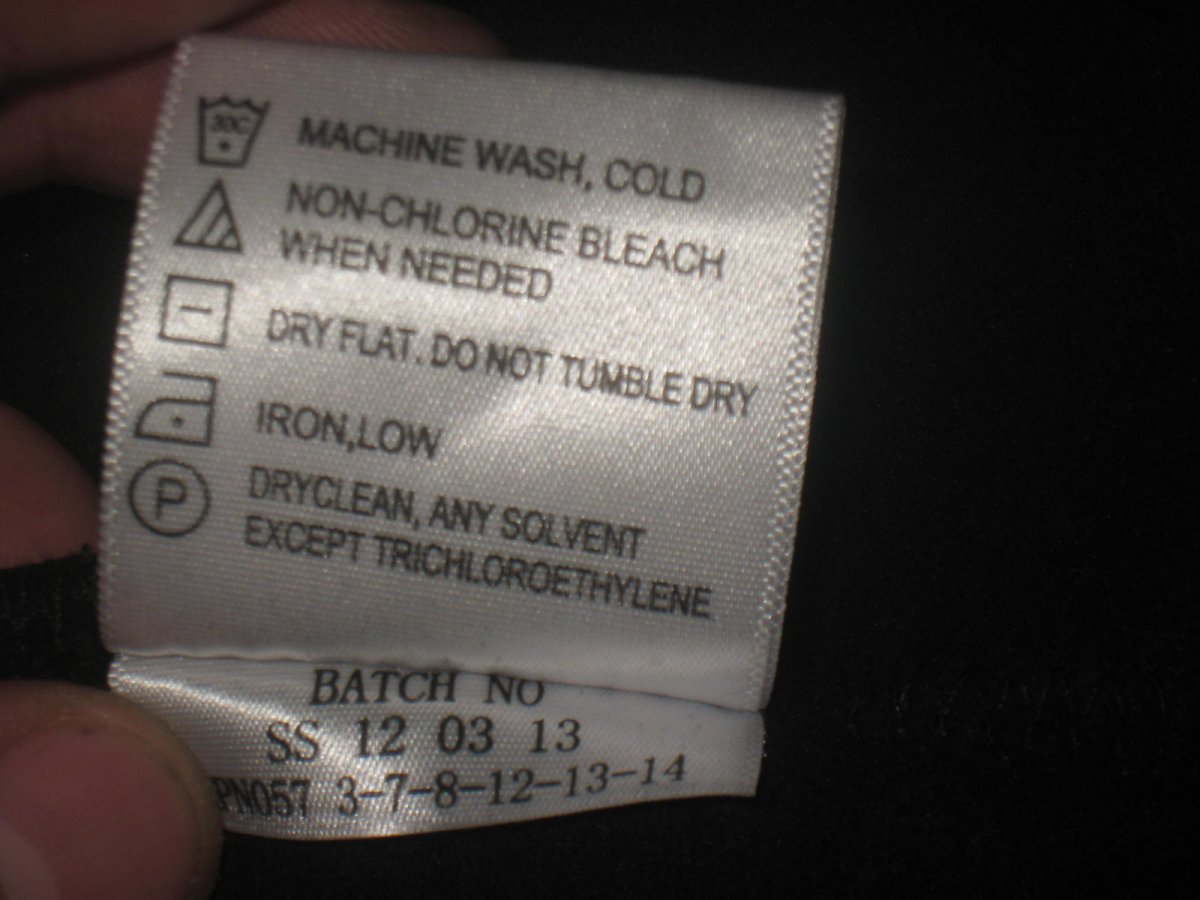 30C
MACHINE WASH, COLD
NON-CHLORINE BLEACH
WHEN NEEDED
DRY FLAT. DO NOT TUMBLE DRY
IRON,LOW
P
DRYCLEAN, ANY SOLVENT
EXCEPT TRICHLOROETHYLENE
BATCH NO
SS 12 03 13
PN057 3-7-8-12-13-14